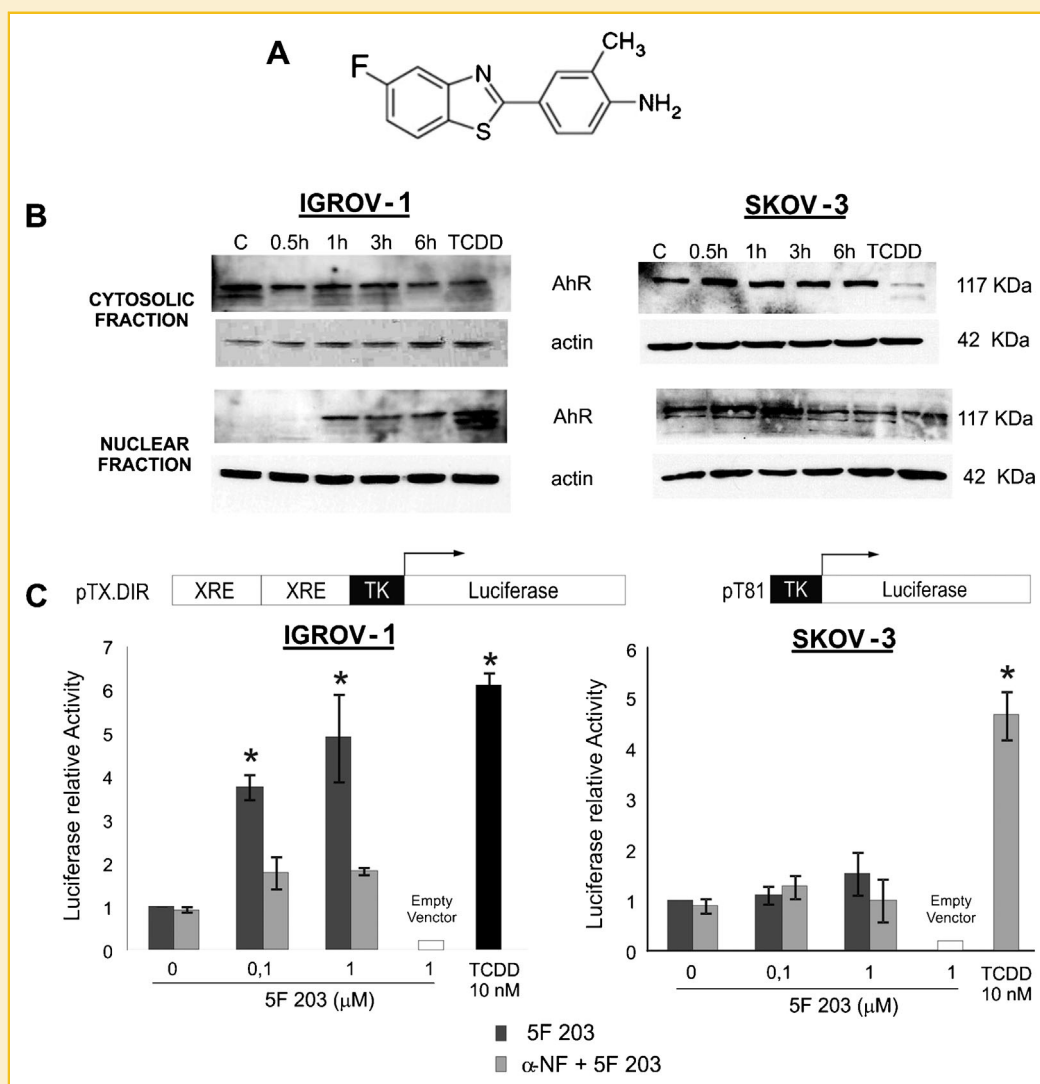 A
F
N
S
CH3
NH2
B
IGROV-1
SKOV-3
C 0.5h 1h 3h 6h TCDD
C 0.5h 1h 3h 6h TCDD
CYTOSOLIC
FRACTION
AhR
117 KDa
actin
42 KDa
NUCLEAR
FRACTION
AhR
117 KDa
actin
42 KDa
C
pTX.DIR XRE XRE TK Luciferase
pT81 TK Luciferase
IGROV-1
Luciferase relative Activity
7
6
5
4
3
2
1
0
*
*
*
Empty
Venctor
0 0,1 1 1 TCDD
10 nM
5F 203 (µM)
SKOV-3
Luciferase relative Activity
6
5
4
3
2
1
0
*
Empty
Venctor
0 0,1 1 1 TCDD
10 nM
5F 203 (µM)
5F 203
α-NF + 5F 203